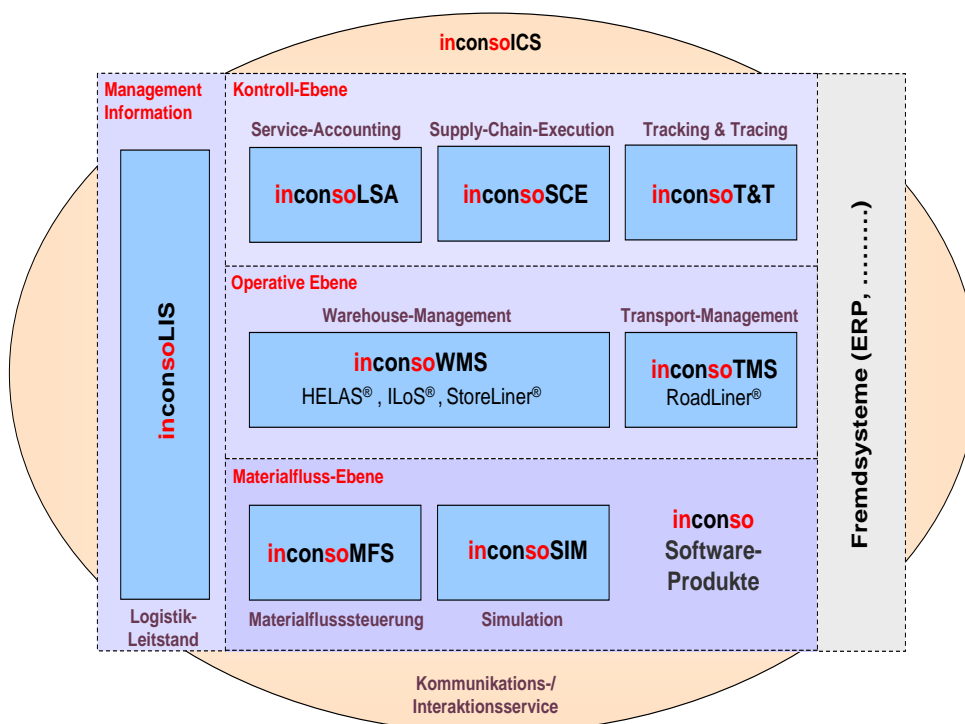 inconsoICS
Management
Information
inconsoLIS
Logistik-
Leitstand
Kontroll-Ebene
Service-Accounting
Supply-Chain-Execution
Tracking & Tracing
inconsoLSA
inconsoSCE
inconsoT&T
Operative Ebene
Warehouse-Management
Transport-Management
inconsoWMS
HELAS® , ILoS® , StoreLiner®
inconsoTMS
RoadLiner®
Materialfluss-Ebene
inconsoMFS
inconsoSIM
Materialflusssteuerung
Simulation
inconso
Software-
Produkte
Fremdsysteme (ERP, ………)
Kommunikations-/
Interaktionsservice